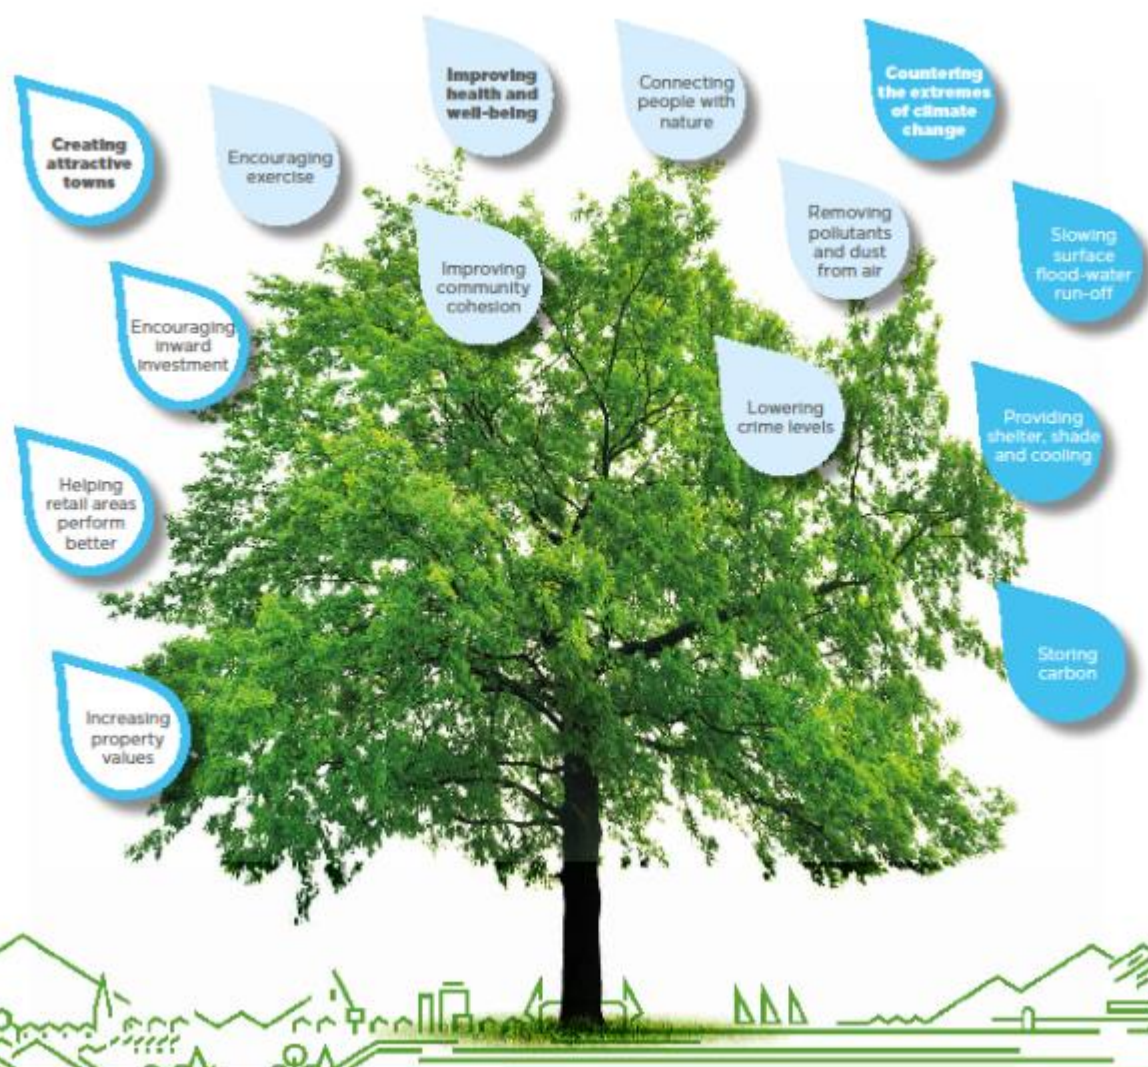 Creating
attractive
towns
Encouraging
exercise
Improving
health and
well-being
Connecting
people with
nature
Countering
the extremes
of climate
change
Encouraging
inward
investment
Improving
community
cohesion
Removing
pollutants
and dust
from air
Slowing
surface
flood-water
run-off
Helping
retail areas
perform
better
Lowering
crime levels
Providing
shelter, shade
and cooling
Increasing
property
values
Storing
carbon